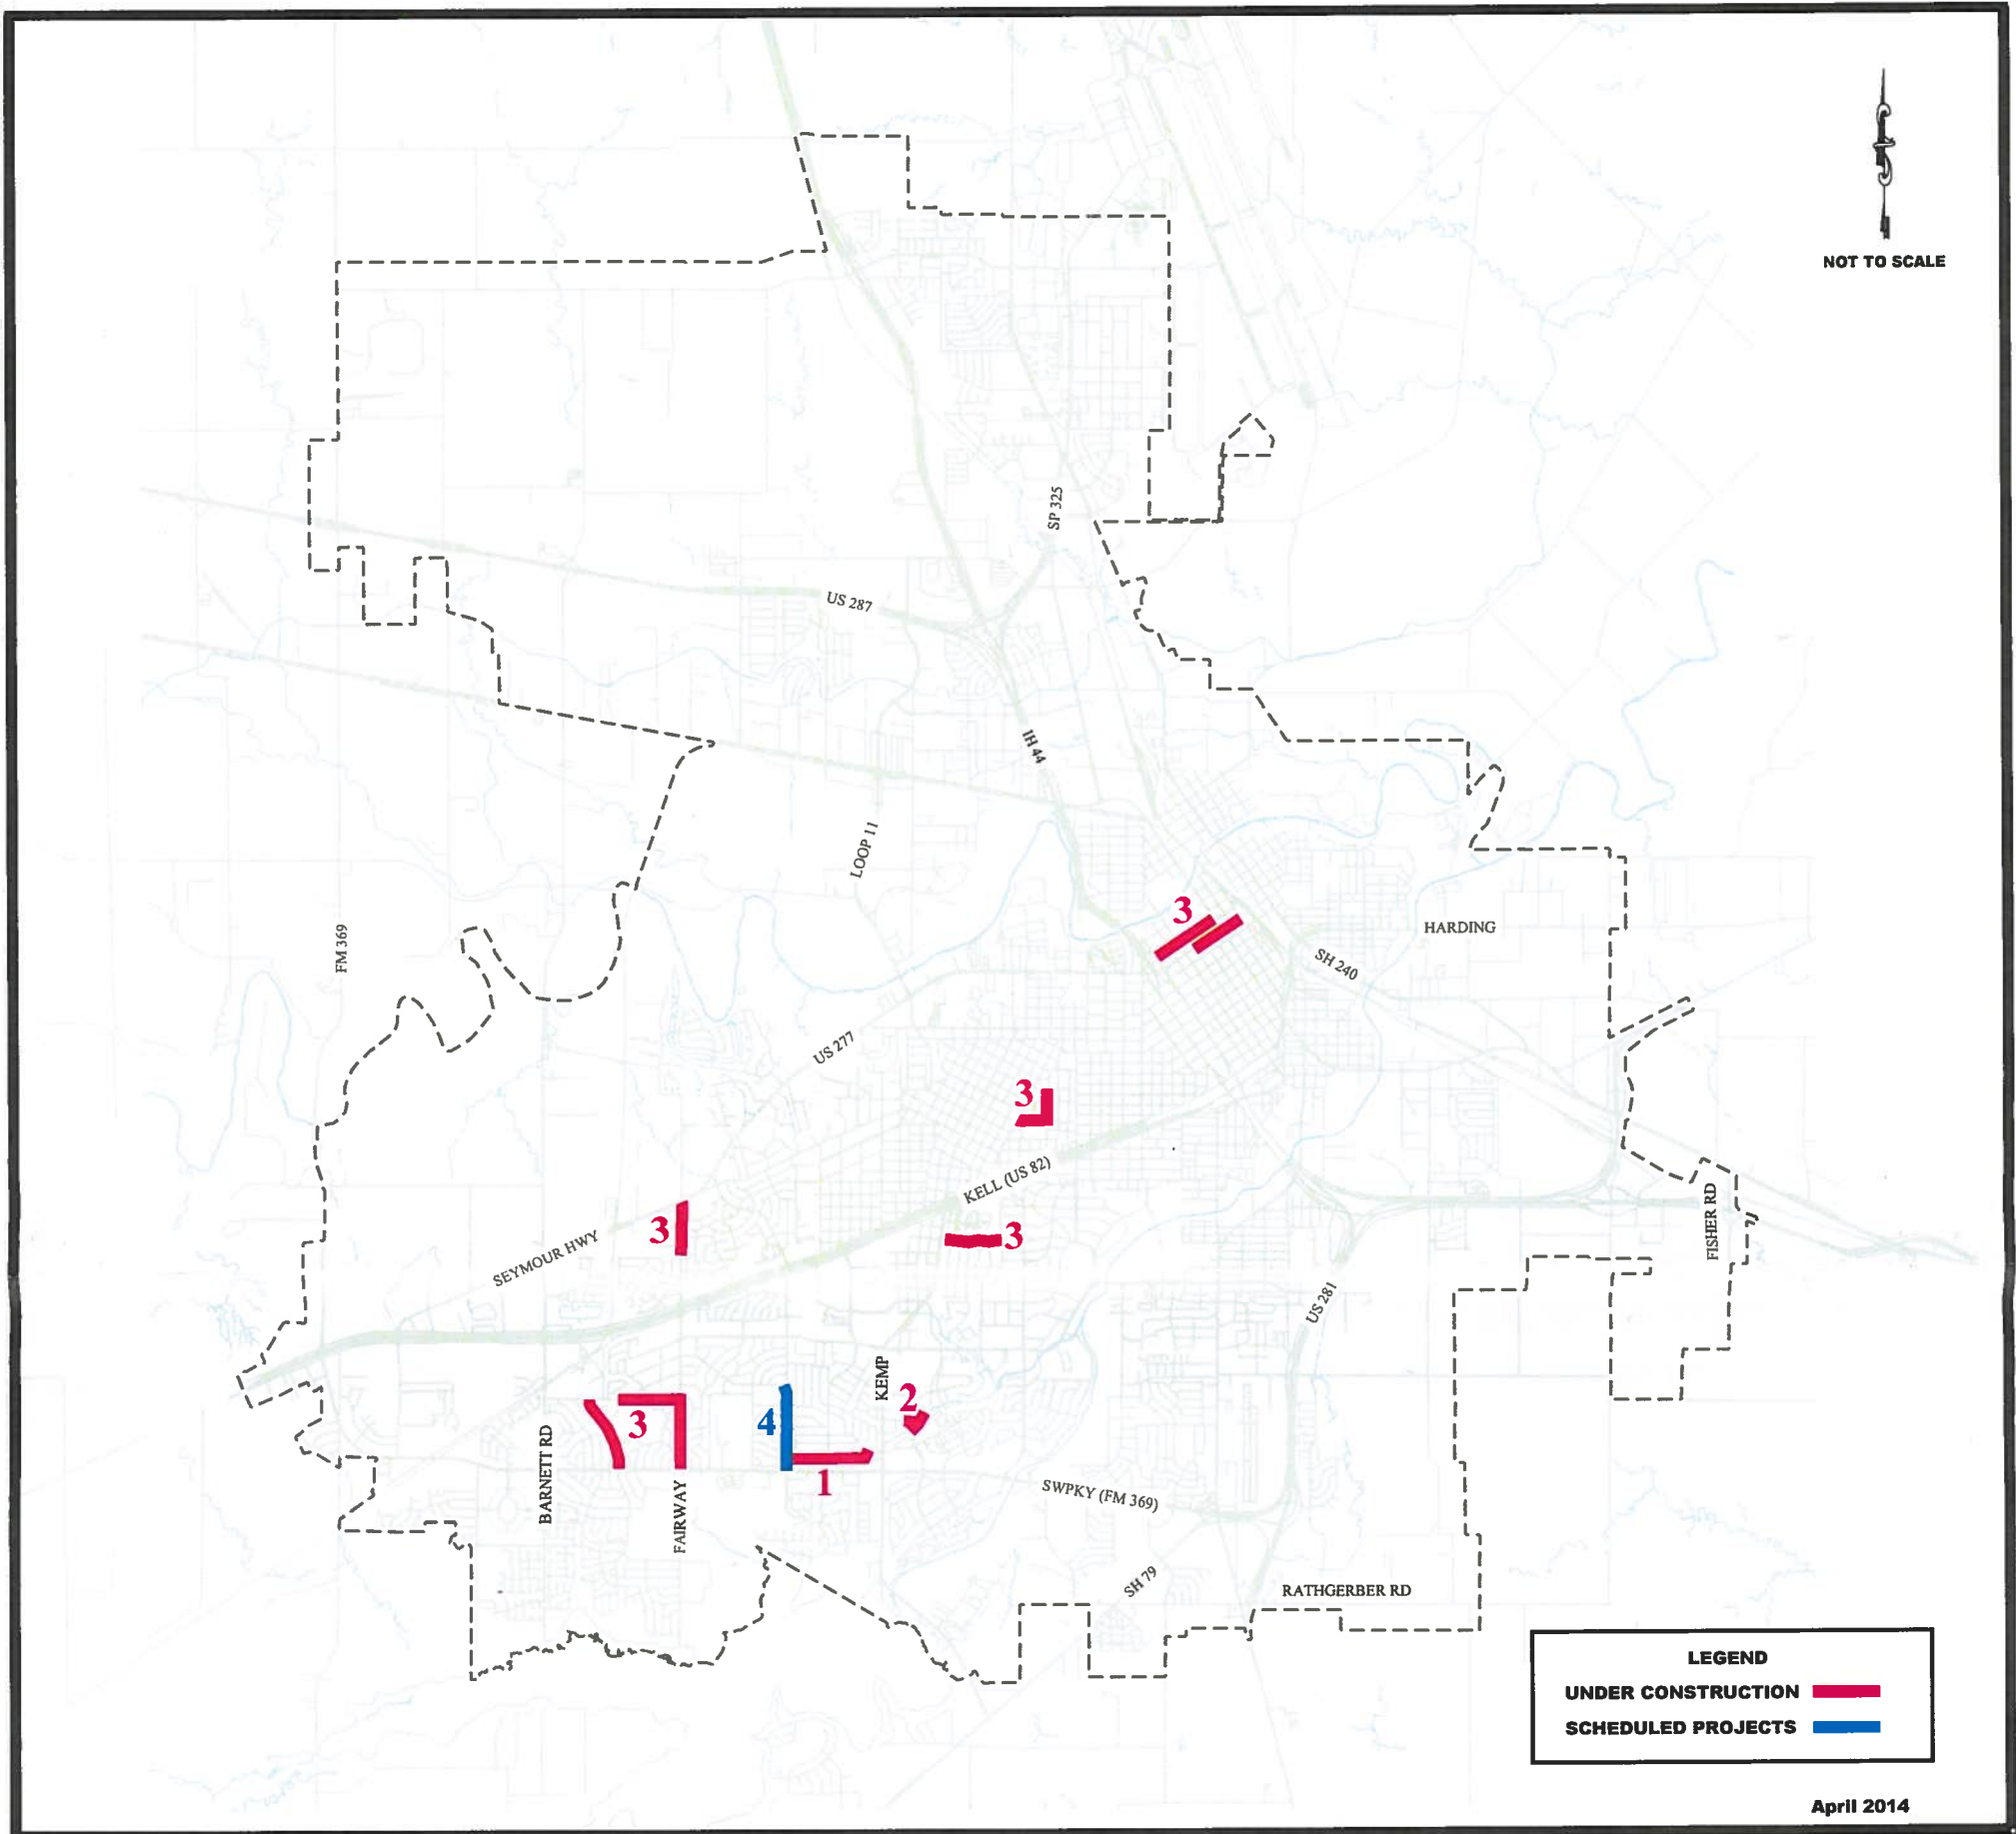 NOT TO SCALE
SP 325
US 287
IH 44
LOOP 11
3
HARDING
FM 369
SH 240
US 277
3
KELL (US 82)
3
SEYMOUR HWY
3
FISHER RD
US 281
KEMP
2
4
3
BARNETT RD
1
FAIRWAY
SWPKY (FM 369)
SH 79
RATHGERBER RD
LEGEND
UNDER CONSTRUCTION
SCHEDULED PROJECTS
April 2014